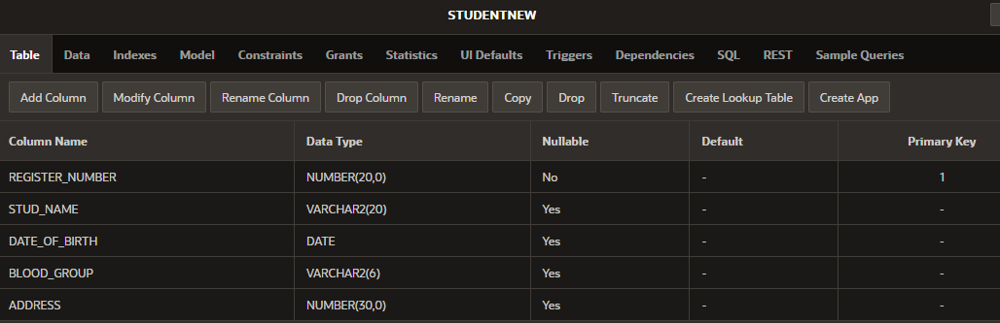 STUDENTNEW
Table Data Indexes Model Constraints Grants Statistics UI Defaults Triggers Dependencies SQL REST Sample Queries
Add Column Modify Column Rename Column Drop Column Rename Copy Drop Truncate Create Lookup Table Create App
Column Name Data Type Nullable Default Primary Key
REGISTER_NUMBER NUMBER(20,0) No - 1
STUD_NAME VARCHAR2(20) Yes - -
DATE_OF_BIRTH DATE Yes - -
BLOOD_GROUP VARCHAR2(6) Yes - -
ADDRESS NUMBER(30,0) Yes - -